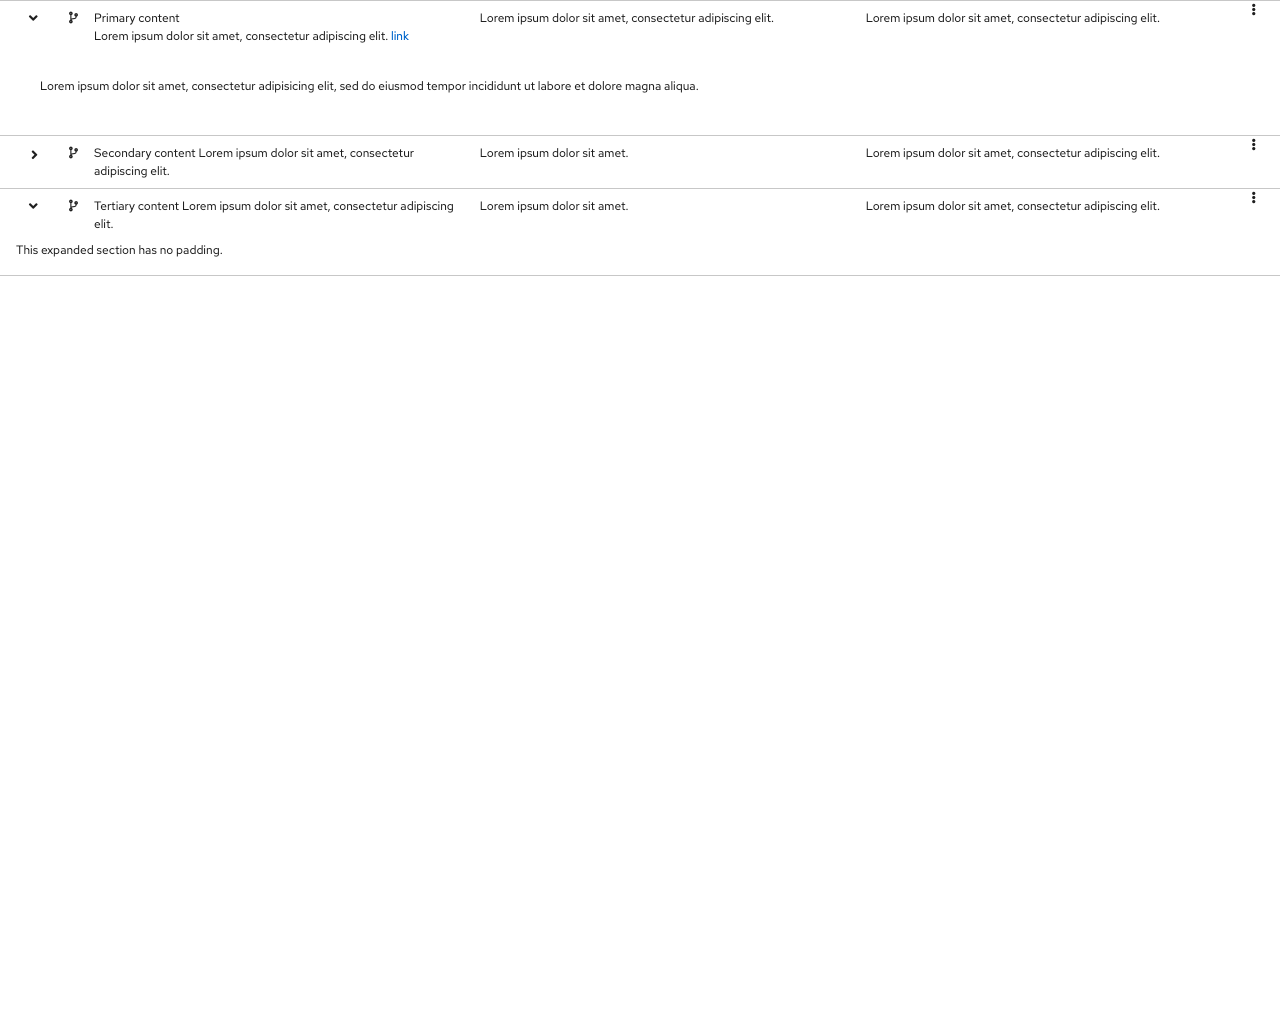 Primary content
Lorem ipsum dolor sit amet, consectetur adipiscing elit. link
Lorem ipsum dolor sit amet, consectetur adipiscing elit.
Lorem ipsum dolor sit amet, consectetur adipiscing elit.
Lorem ipsum dolor sit amet, consectetur adipisicing elit, sed do eiusmod tempor incididunt ut labore et dolore magna aliqua.
Secondary content Lorem ipsum dolor sit amet, consectetur
adipiscing elit.
Lorem ipsum dolor sit amet.
Lorem ipsum dolor sit amet, consectetur adipiscing elit.
Tertiary content Lorem ipsum dolor sit amet, consectetur adipiscing
elit.
Lorem ipsum dolor sit amet.
Lorem ipsum dolor sit amet, consectetur adipiscing elit.
This expanded section has no padding.